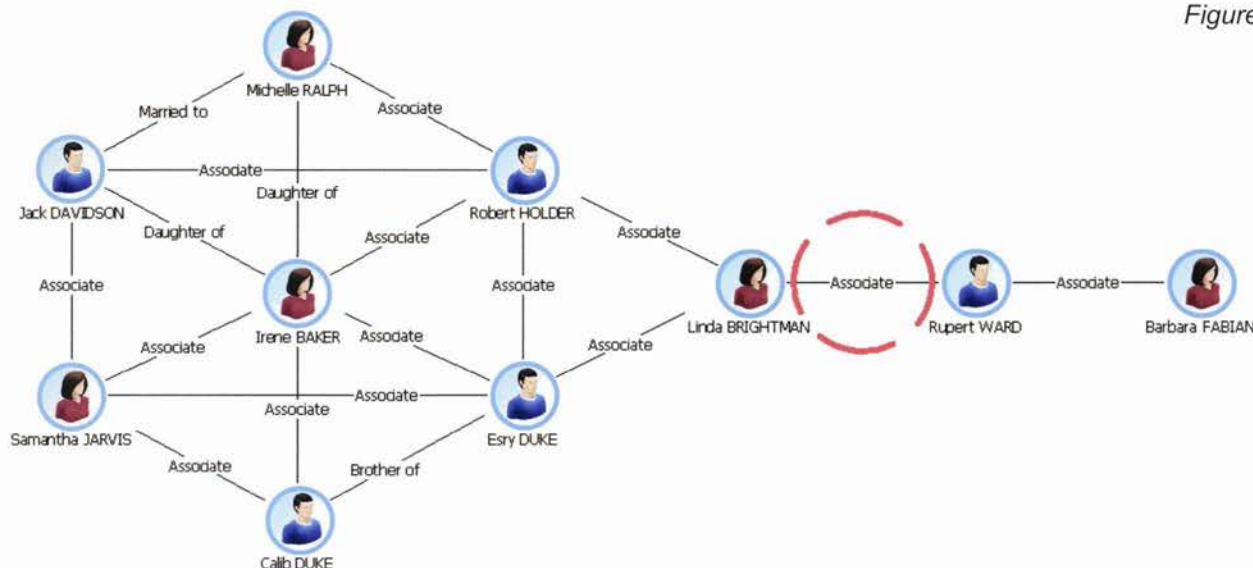 Figure
Michelle RALPH
Married to
Associate
Associate
Jack DAVIDSON
Daughter of
Robert HOLDER
Daughter of
Associate
Associate
Associate
Associate
Associate
Associate
Irene BAKER
Associate
Linda BRIGHTMAN
Rupert WARD
Barbara FABIAN
Associate
Associate
Associate
Associate
Associate
Samantha JARVIS
Esry DUKE
Associate
Brother of
Calib DUKE